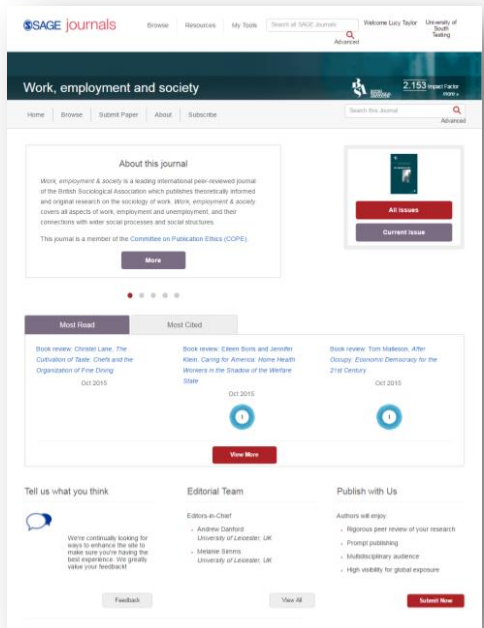 SAGE journals
Browse Resources My Tools Search all SAGE journals Welcome Lucy Taylor University of
South
Testing
Advanced
Work, employment and society
2.153 Impact Factor
more »
Home Browse Submit Paper About Subscribe Search this Journal
Advanced
About this journal
Work, employment & society is a leading international peer-reviewed journal
of the British Sociological Association which publishes theoretically informed
and original research on the sociology of work. Work, employment & society
covers all aspects of work, employment and unemployment, and their
connections with wider social processes and social structures.
This journal is a member of the Committee on Publication Ethics (COPE).
More
All Issues
Current Issue
Most Read Most Cited
Book review: Christel Lane, The
Cultivation of Taste: Chefs and the
Organization of Fine Dining
Oct 2015
Book review: Eileen Boris and Jennifer
Klein, Caring for America: Home Health
Workers in the Shadow of the Welfare
State
Oct 2015
1
Book review: Tom Malleson, After
Occupy: Economic Democracy for the
21st Century
Oct 2015
1
View More
Tell us what you think
We're continually looking for
ways to enhance the site to
make sure you're having the
best experience. We greatly
value your feedback!
Feedback
Editorial Team
Editors-in-Chief
Andrew Danford
University of Leicester, UK
Melanie Simms
University of Leicester, UK
View All
Publish with Us
Authors will enjoy
Rigorous peer review of your research
Prompt publishing
Multidisciplinary audience
High visibility for global exposure
Submit Now